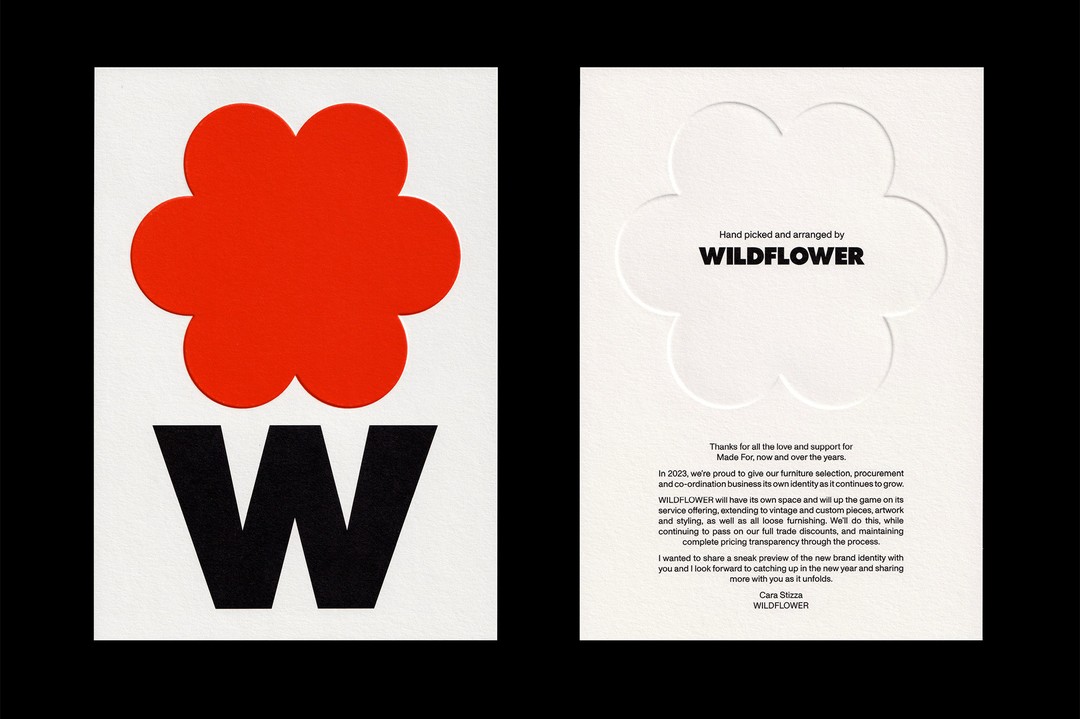 W
Hand picked and arranged by
WILDFLOWER
Thanks for all the love and support for
Made For, now and over the years.
In 2023, we're proud to give our furniture selection, procurement
and co-ordination business its own identity as it continues to grow.
WILDFLOWER will have its own space and will up the game on its
service offering, extending to vintage and custom pieces, artwork
and styling, as well as all loose furnishing. We'll do this, while
continuing to pass on our full trade discounts, and maintaining
complete pricing transparency through the process.
I wanted to share a sneak preview of the new brand identity with
you and I look forward to catching up in the new year and sharing
more with you as it unfolds.
Cara Stizza
WILDFLOWER